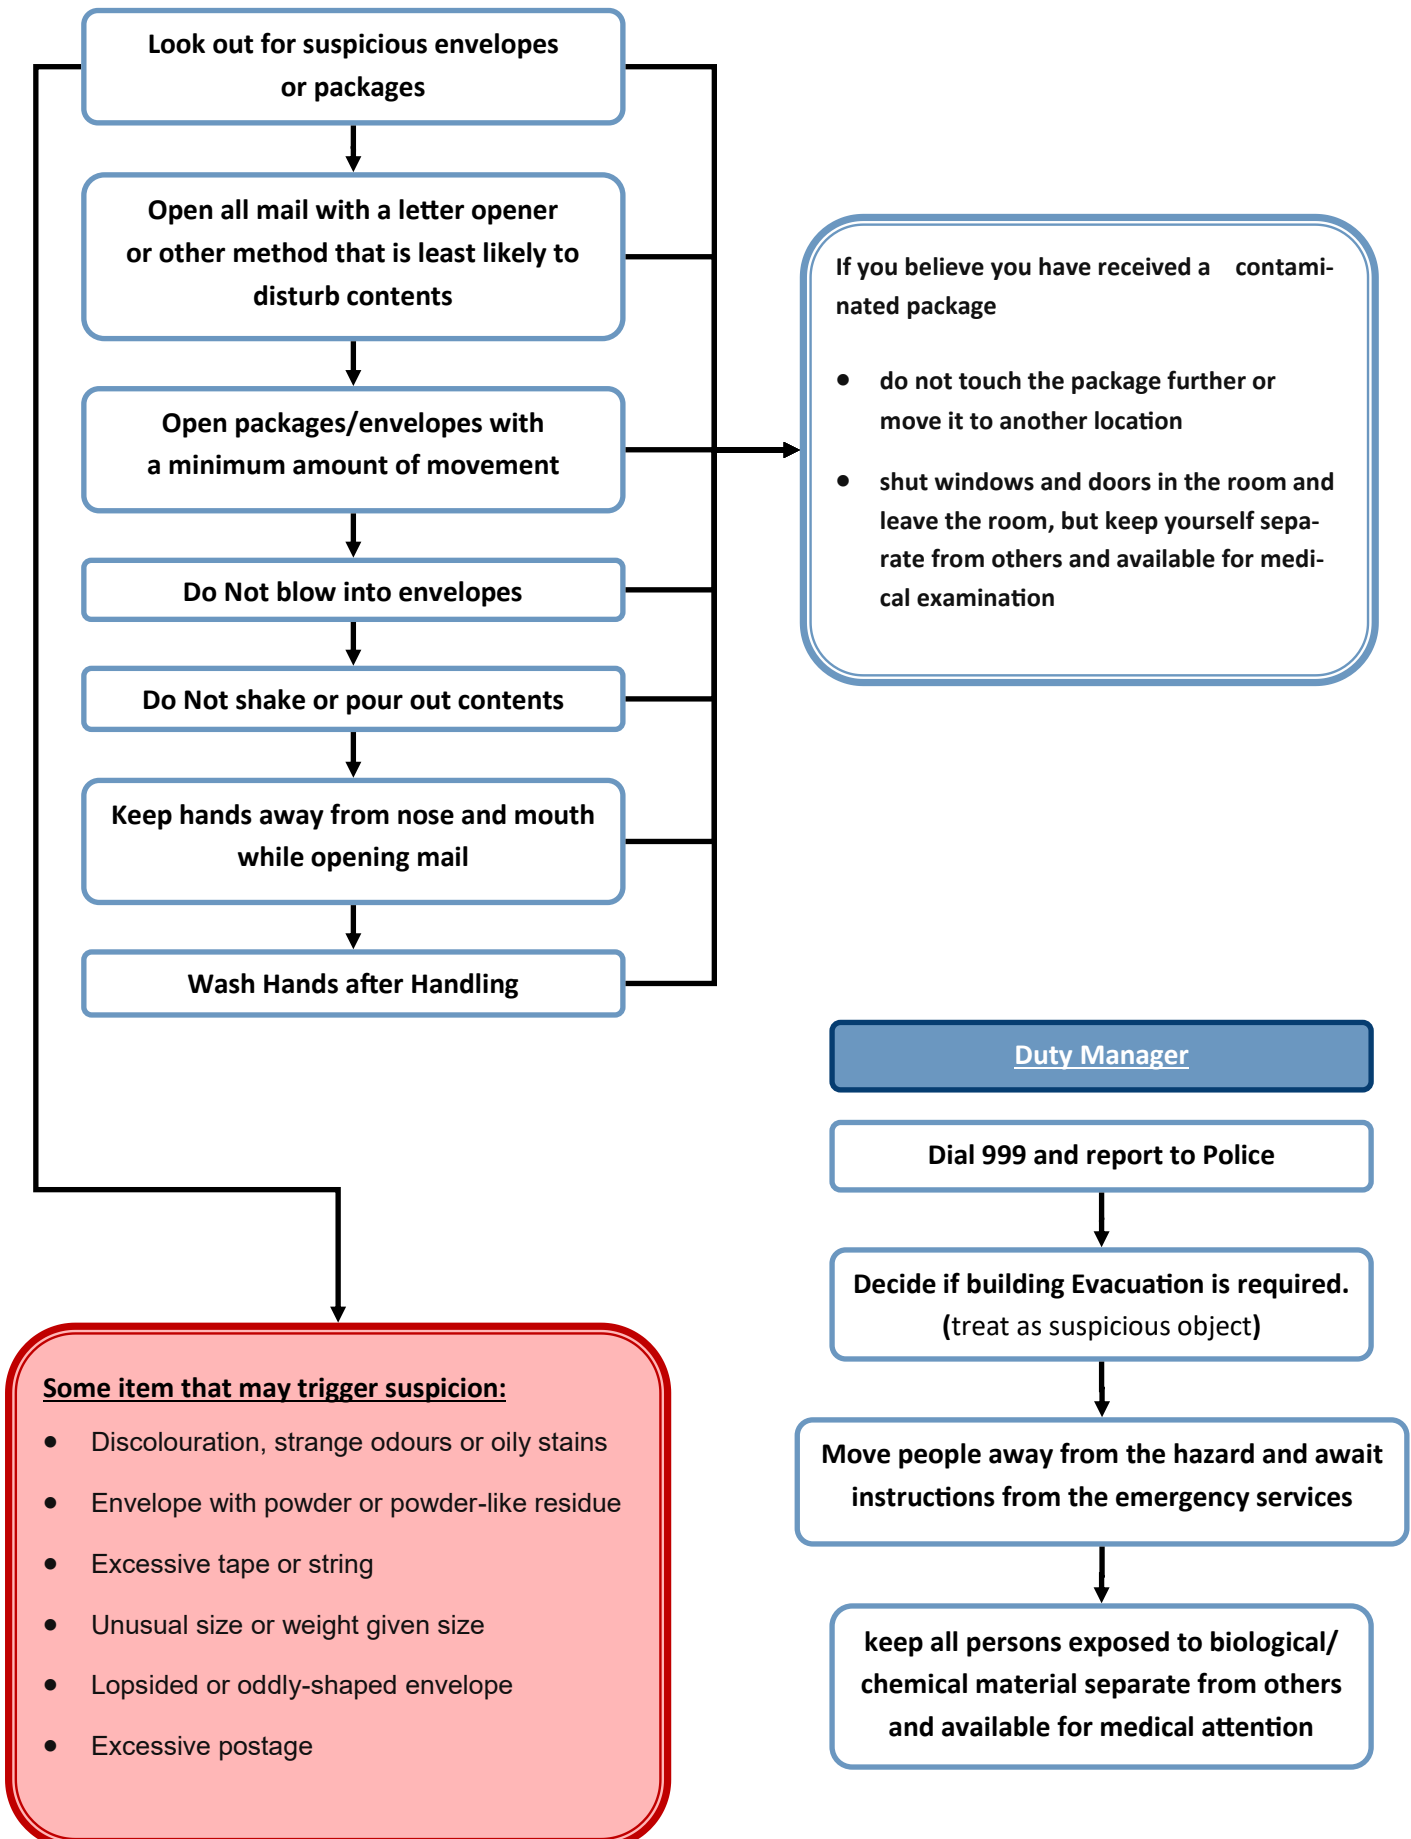 Look out for suspicious envelopes
or packages
Open all mail with a letter opener
or other method that is least likely to
disturb contents
Open packages/envelopes with
a minimum amount of movement
Do Not blow into envelopes
Do Not shake or pour out contents
Keep hands away from nose and mouth
while opening mail
Wash Hands after Handling
If you believe you have received a contami-
nated package
• do not touch the package further or
move it to another location
• shut windows and doors in the room and
leave the room, but keep yourself sepa-
rate from others and available for medi-
cal examination
Duty Manager
Dial 999 and report to Police
Decide if building Evacuation is required.
(treat as suspicious object)
Move people away from the hazard and await
instructions from the emergency services
keep all persons exposed to biological/
chemical material separate from others
and available for medical attention
Some item that may trigger suspicion:
• Discolouration, strange odours or oily stains
• Envelope with powder or powder-like residue
• Excessive tape or string
• Unusual size or weight given size
• Lopsided or oddly-shaped envelope
• Excessive postage